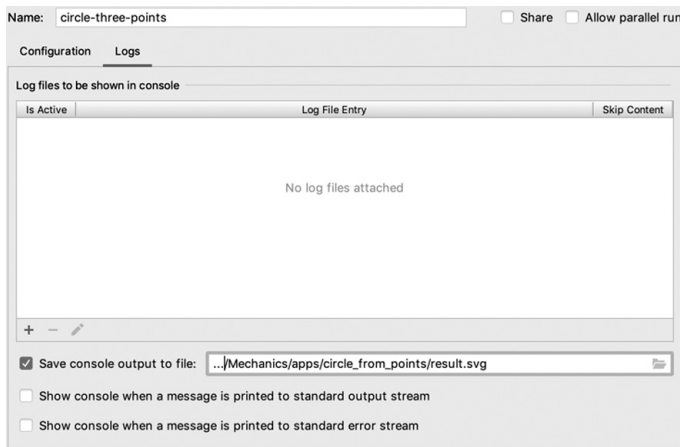 Name: circle-three-points Share Allow parallel run
Configuration Logs
Log files to be shown in console
Is Active Log File Entry Skip Content
No log files attached
Save console output to file: .../Mechanics/apps/circle_from_points/result.svg
Show console when a message is printed to standard output stream
Show console when a message is printed to standard error stream